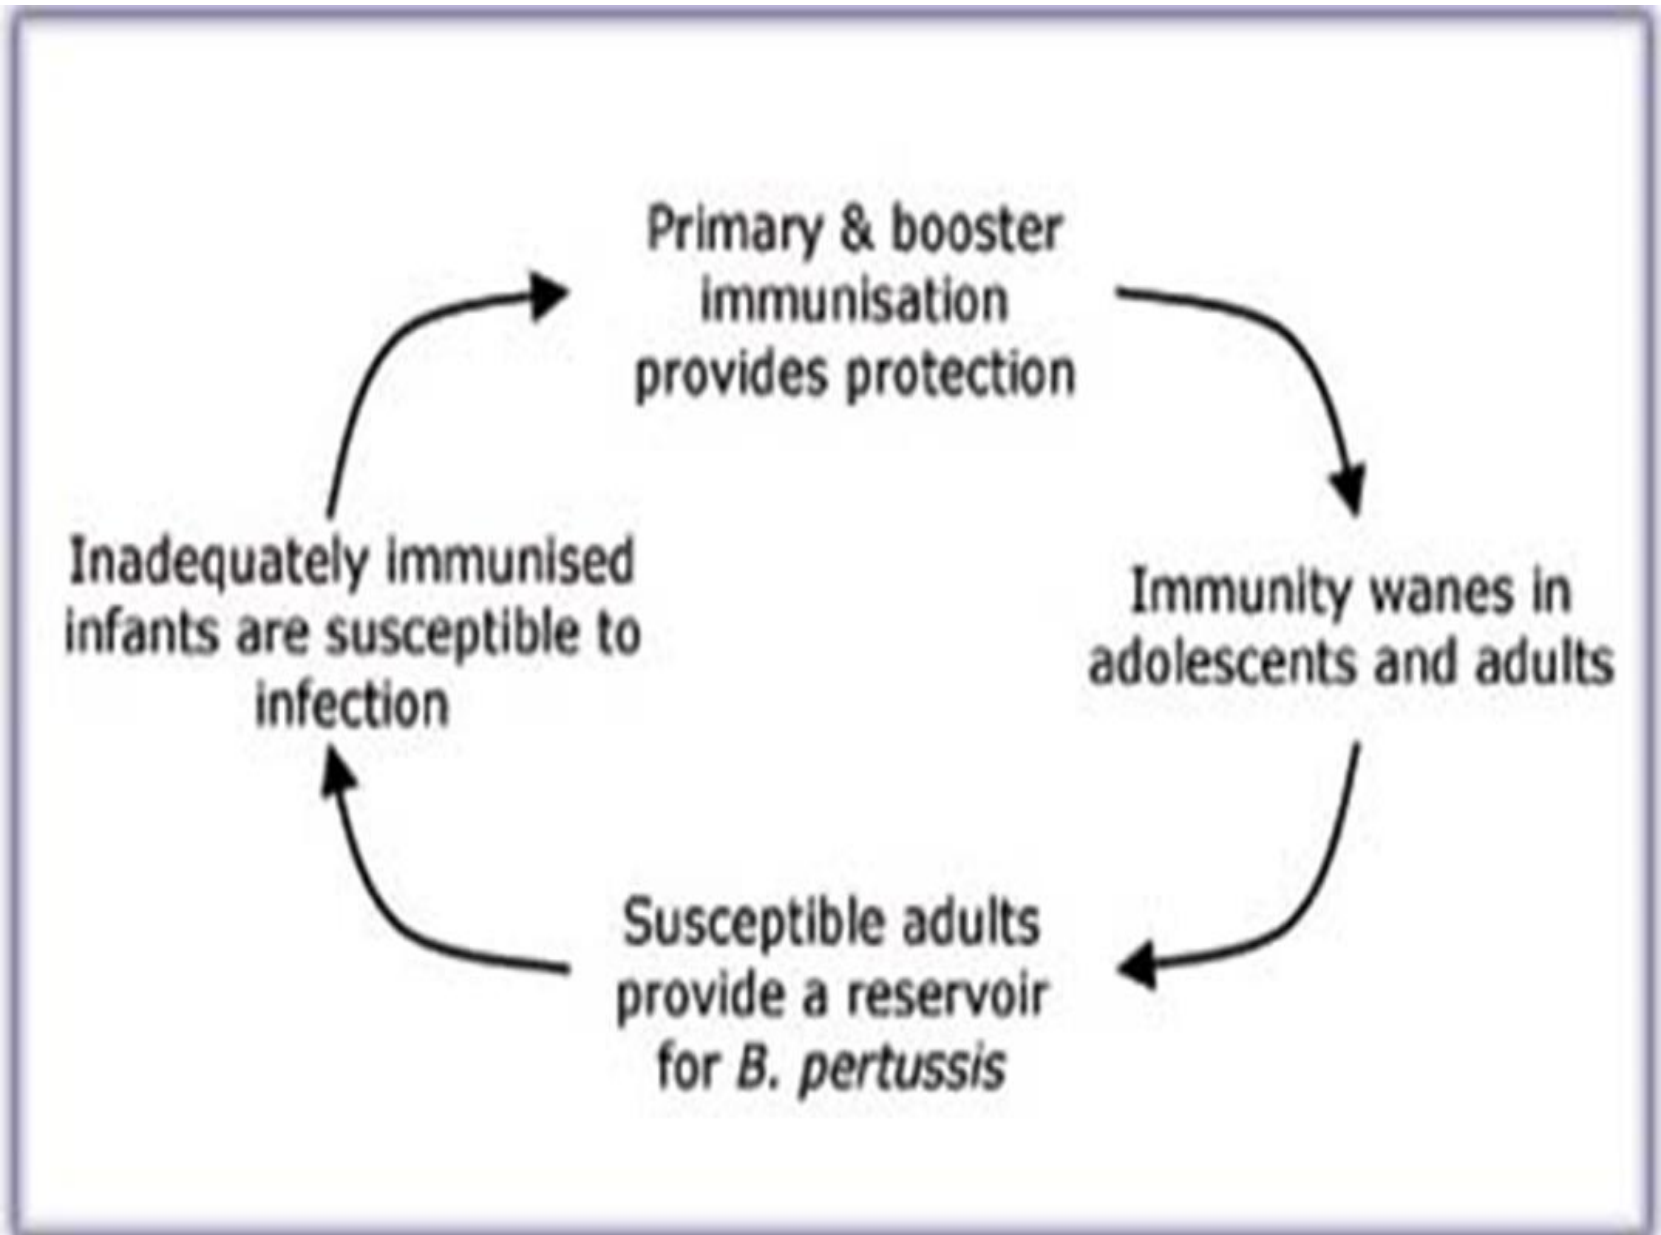 Primary & booster
immunisation
provides protection
Immunity wanes in
adolescents and adults
Susceptible adults
provide a reservoir
for B. pertussis
Inadequately immunised
infants are susceptible to
infection